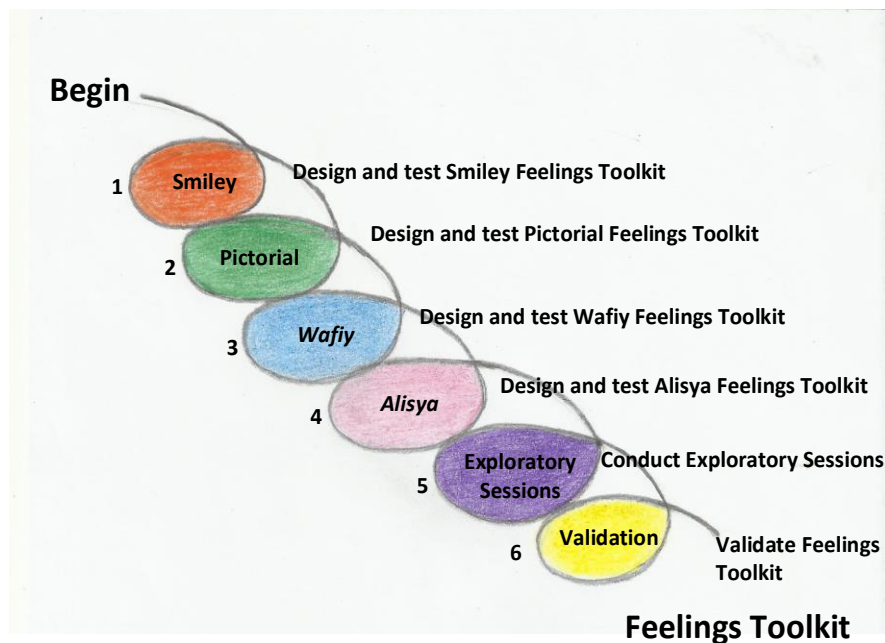 Begin
1
Smiley
Design and test Smiley Feelings Toolkit
2
Pictorial
Design and test Pictorial Feelings Toolkit
3
Wafiy
Design and test Wafiy Feelings Toolkit
4
Alisya
Design and test Alisya Feelings Toolkit
5
Exploratory
Sessions
Conduct Exploratory Sessions
6
Validation
Validate Feelings
Toolkit
Feelings Toolkit